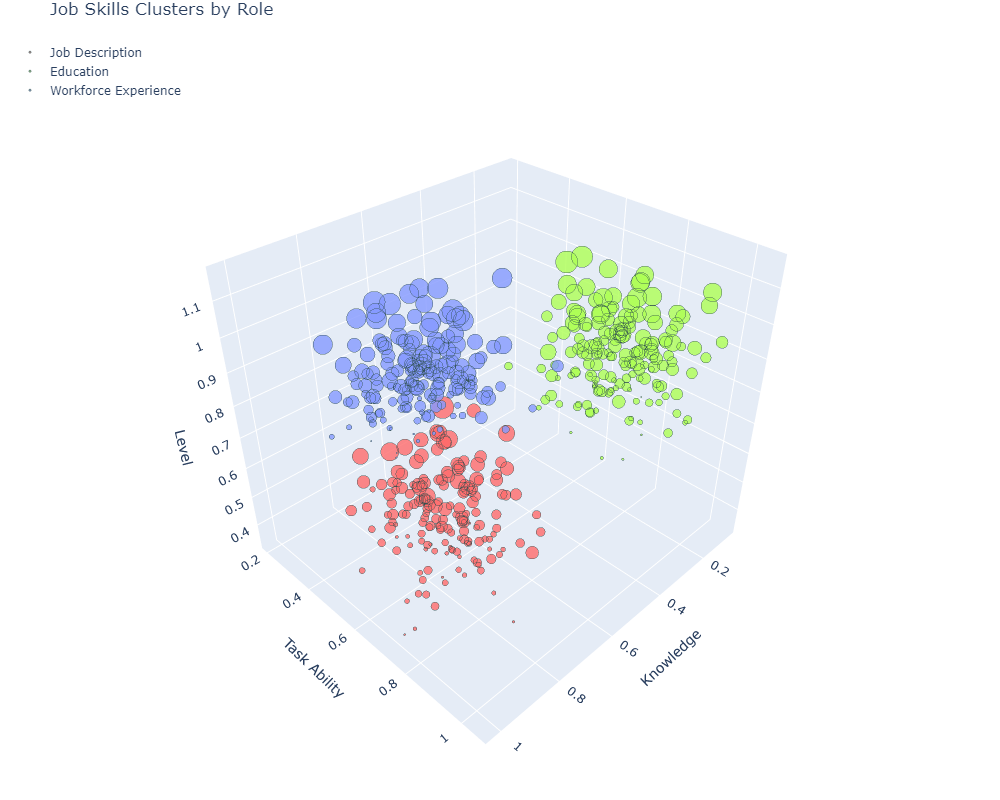 Job Skills Clusters by Role
Job Description
Education
Workforce Experience
1.1
1
0.9
0.8
0.7
0.6
0.5
0.4
Level
0.2
0.4
0.6
0.8
1
Task Ability
0.2
0.4
0.6
0.8
1
Knowledge